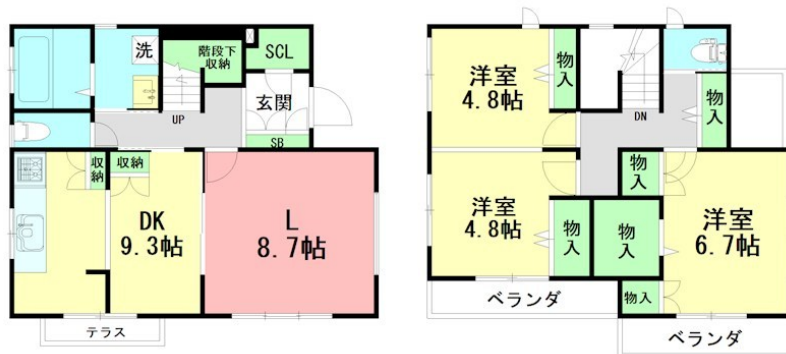 洗
階段下
収納
SCL
玄関
UP
SB
収納
収納
DK
9.3帖
L
8.7帖
テラス
洋室
4.8帖
物入
DN
物入
洋室
4.8帖
物入
物入
物入
洋室
6.7帖
物入
ベランダ
ベランダ